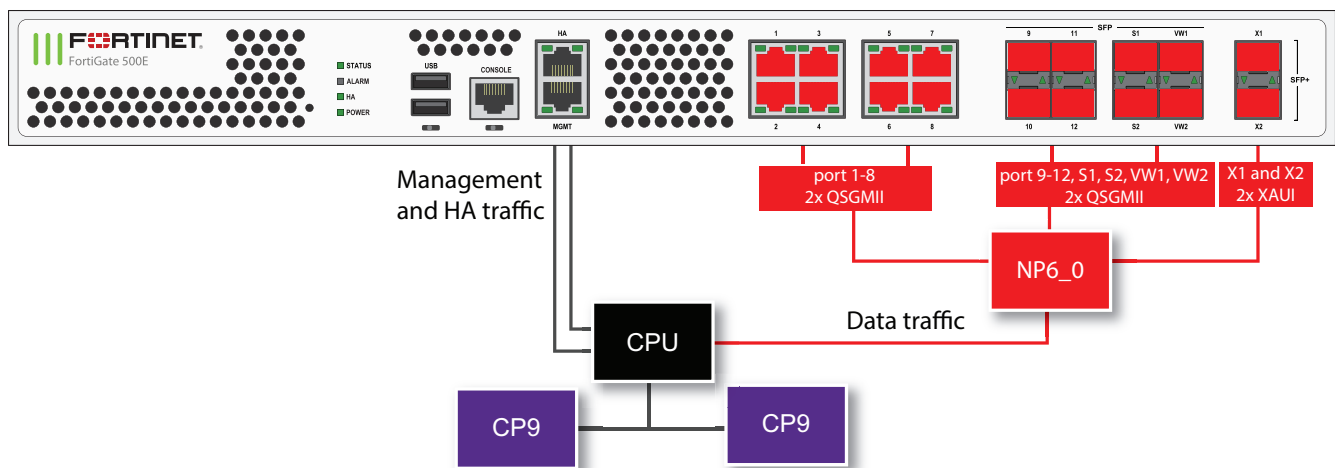 FORTINET
FortiGate 500E
STATUS
ALARM
HA
POWER
USB
CONSOLE
HA
MGMT
1 3
2 4
5 7
6 8
SFP
9 11 S1 VW1
10 12 S2 VW2
X1
X2
SFP+
Management
and HA traffic
port 1-8
2x QSGMII
port 9-12, S1, S2, VW1, VW2
2x QSGMII
X1 and X2
2x XAUI
NP6_0
Data traffic
CPU
CP9
CP9